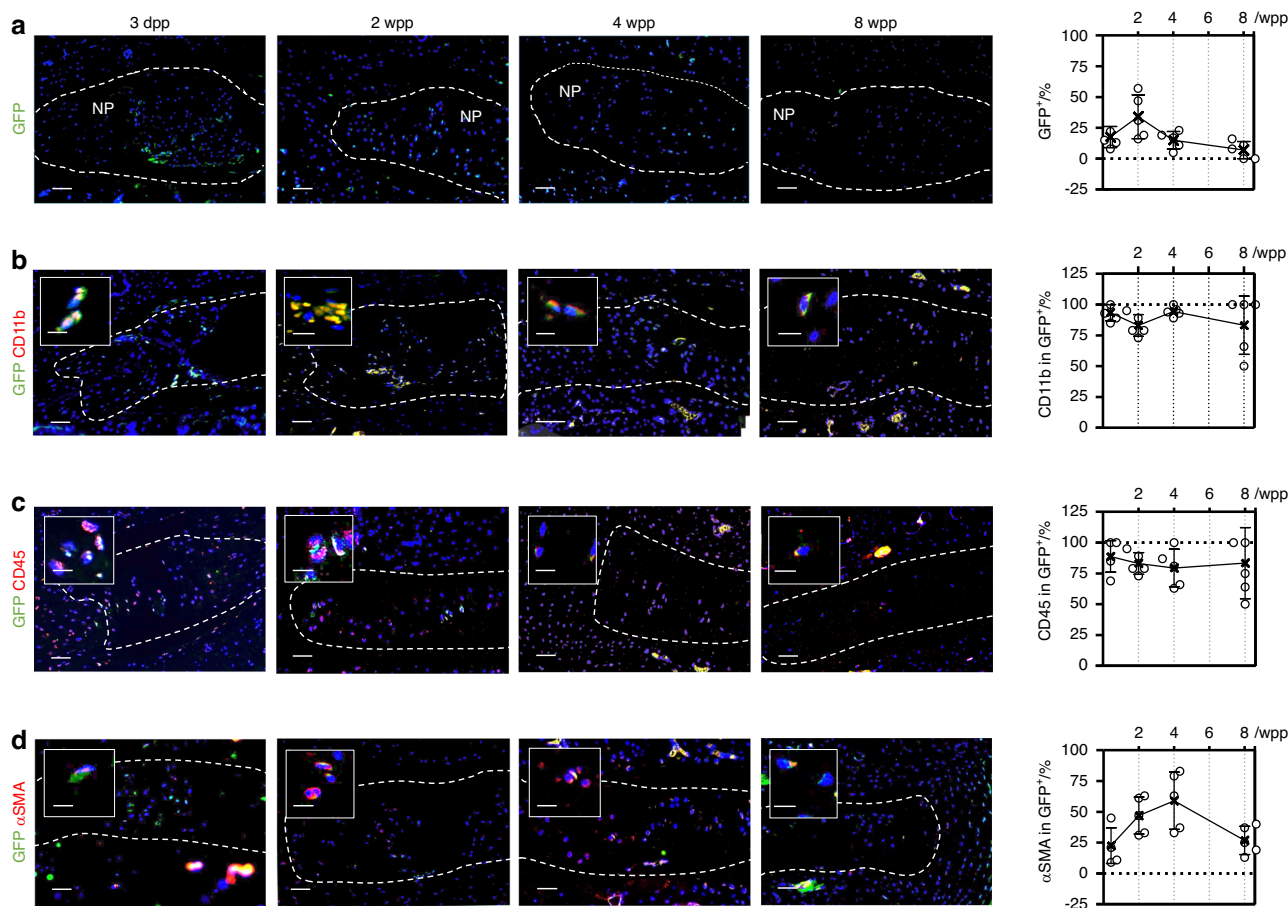 a
3 dpp
2 wpp
4 wpp
8 wpp
GFP
NP
NP
NP
NP
2 4 6 8 /wpp
GFP⁺/%
100
75
50
25
0
-25
b
GFP CD11b
2 4 6 8 /wpp
CD11b in GFP⁺/%
125
100
75
50
25
0
c
GFP CD45
2 4 6 8 /wpp
CD45 in GFP⁺/%
125
100
75
50
25
0
d
GFP αSMA
2 4 6 8 /wpp
αSMA in GFP⁺/%
100
75
50
25
0
-25